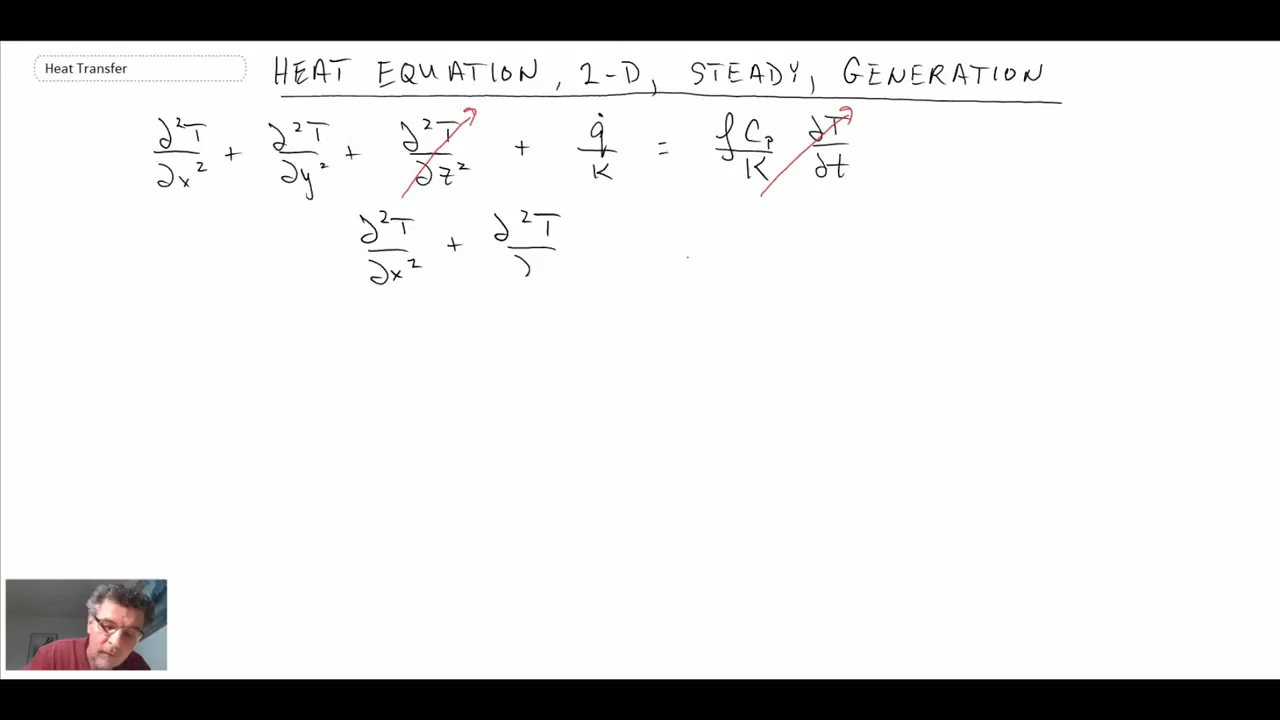 Heat Transfer
HEAT EQUATION, 2-D, STEADY, GENERATION
∂²T/∂x² + ∂²T/∂y² + ∂²T/∂z² + q̇/K = ρCₚ/K ∂T/∂t
∂²T/∂x² + ∂²T/∂